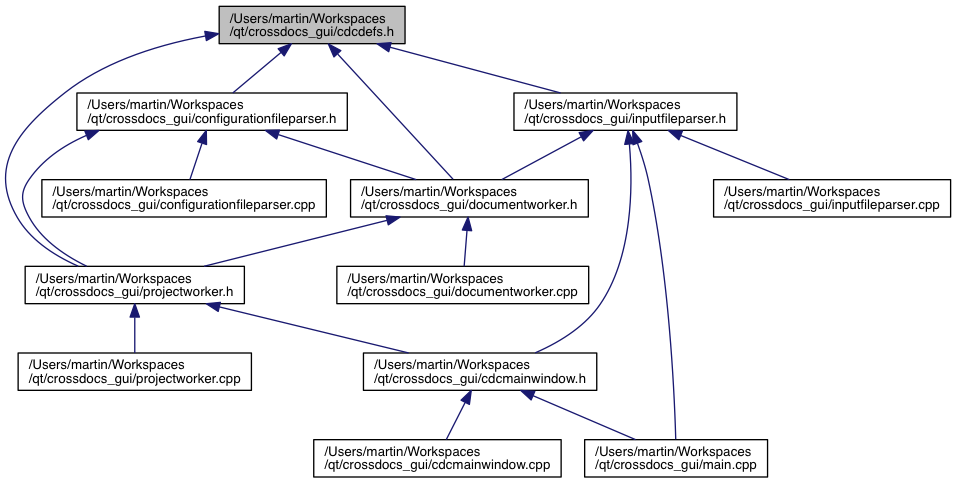 /Users/martin/Workspaces
/qt/crossdocs_gui/cdcdefs.h
/Users/martin/Workspaces
/qt/crossdocs_gui/configurationfileparser.h
/Users/martin/Workspaces
/qt/crossdocs_gui/inputfileparser.h
/Users/martin/Workspaces
/qt/crossdocs_gui/configurationfileparser.cpp
/Users/martin/Workspaces
/qt/crossdocs_gui/documentworker.h
/Users/martin/Workspaces
/qt/crossdocs_gui/inputfileparser.cpp
/Users/martin/Workspaces
/qt/crossdocs_gui/projectworker.h
/Users/martin/Workspaces
/qt/crossdocs_gui/documentworker.cpp
/Users/martin/Workspaces
/qt/crossdocs_gui/projectworker.cpp
/Users/martin/Workspaces
/qt/crossdocs_gui/cdcmainwindow.h
/Users/martin/Workspaces
/qt/crossdocs_gui/cdcmainwindow.cpp
/Users/martin/Workspaces
/qt/crossdocs_gui/main.cpp